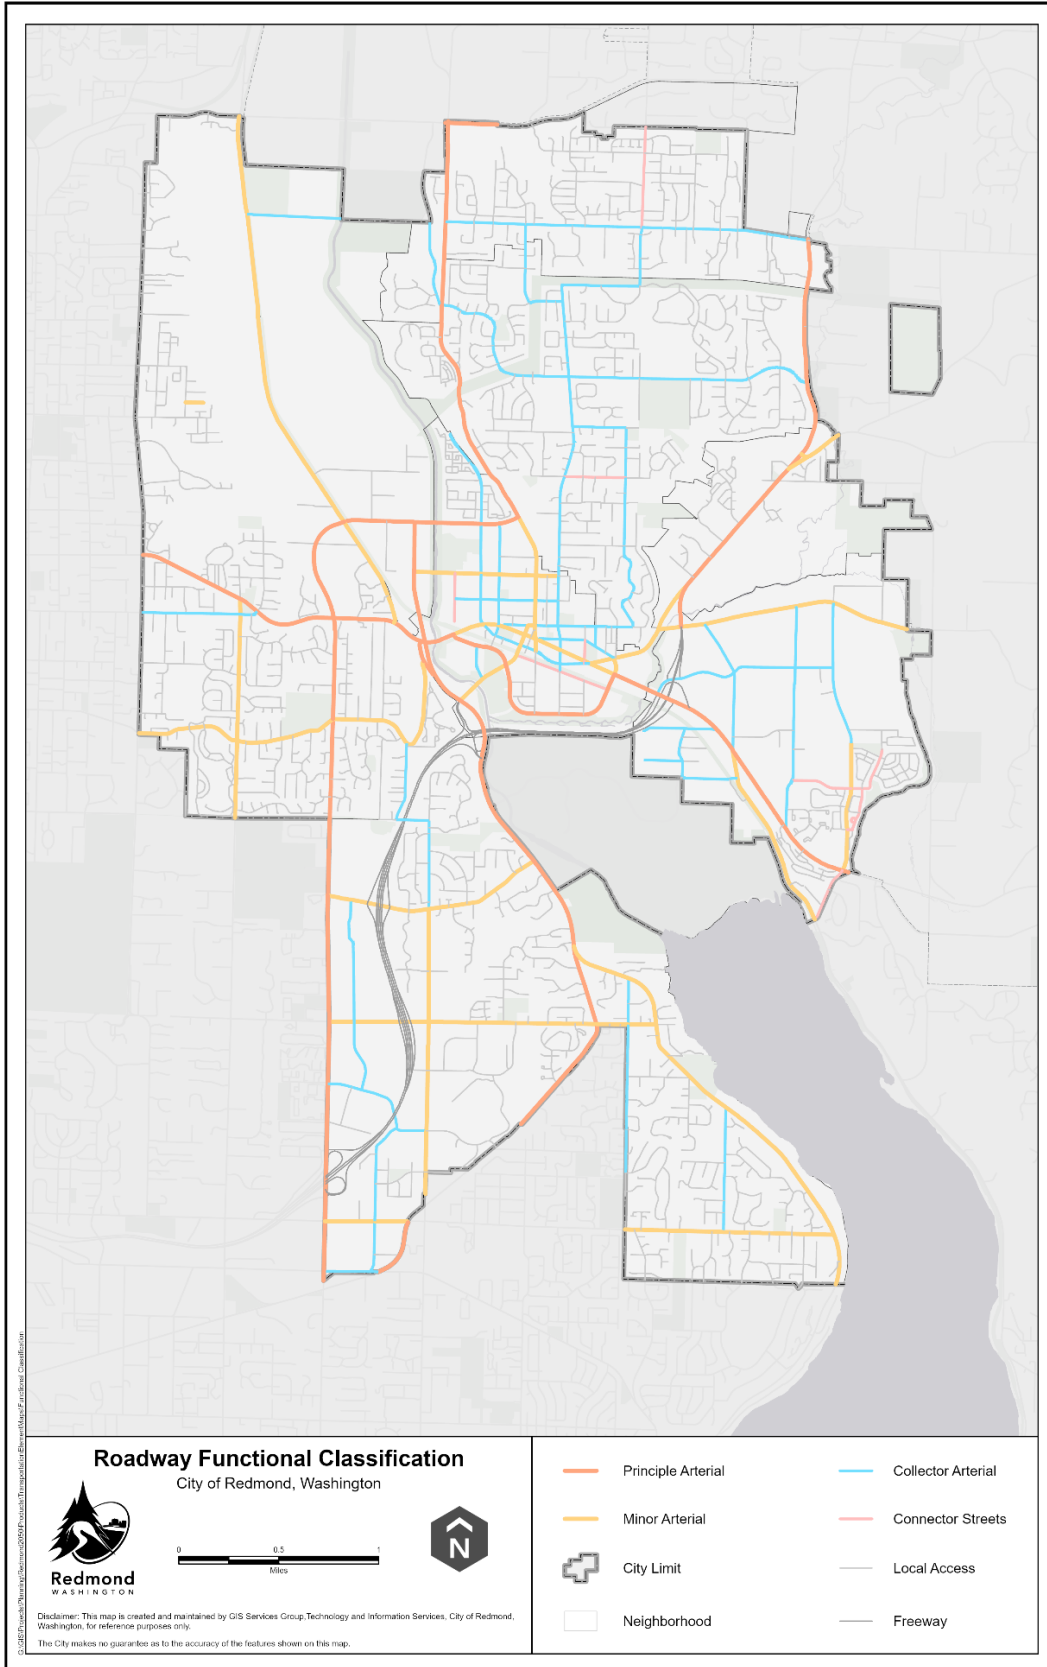 Roadway Functional Classification
City of Redmond, Washington
N
0 0.5 1
Miles
Redmond
WASHINGTON
Disclaimer: This map is created and maintained by GIS Services Group,Technology and Information Services, City of Redmond,
Washington, for reference purposes only.
The City makes no guarantee as to the accuracy of the features shown on this map.
Principle Arterial
Minor Arterial
City Limit
Neighborhood
Collector Arterial
Connector Streets
Local Access
Freeway